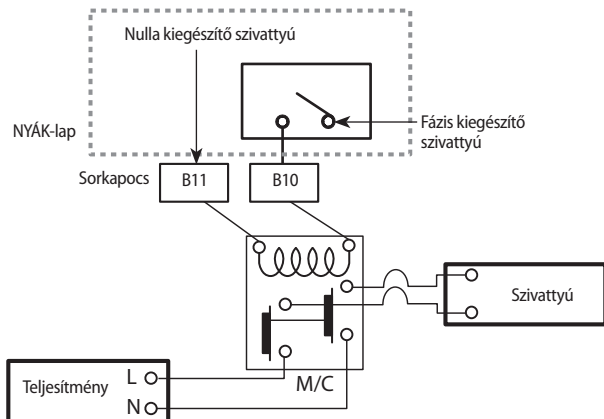 Nulla kiegészítő szivattyú
Fázis kiegészítő
szivattyú
NYÁK-lap
Sorkapocs
B11
B10
Szivattyú
M/C
Teljesítmény
L
N